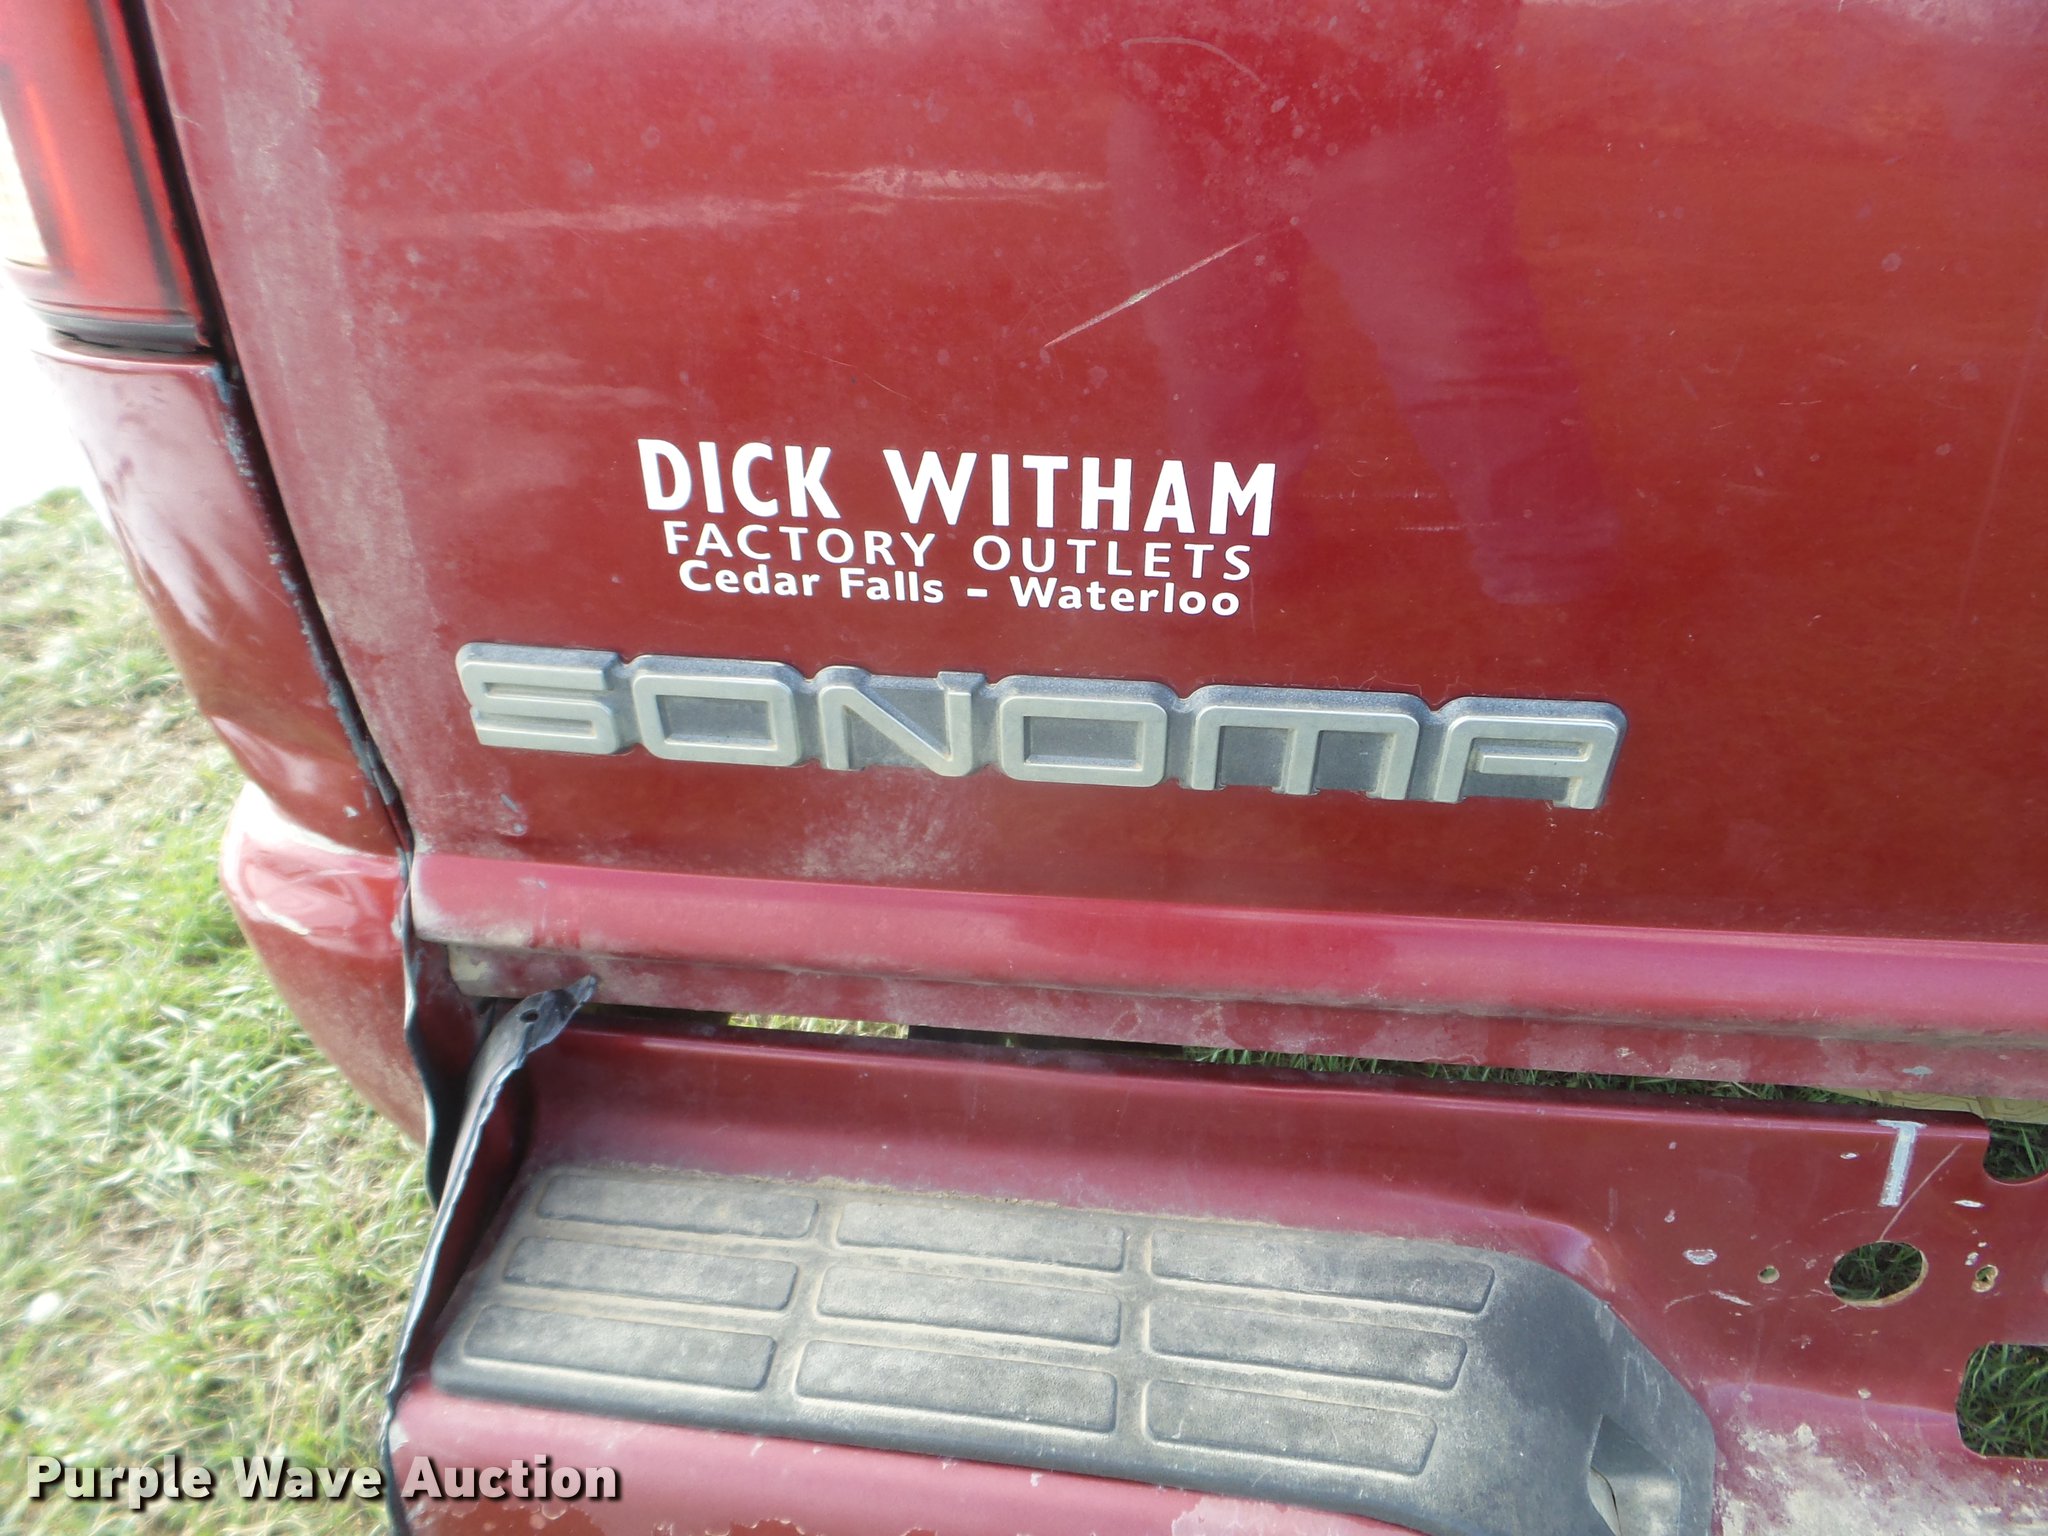 DICK WITHAM
FACTORY OUTLETS
Cedar Falls - Waterloo
SONOMA
Purple Wave Auction